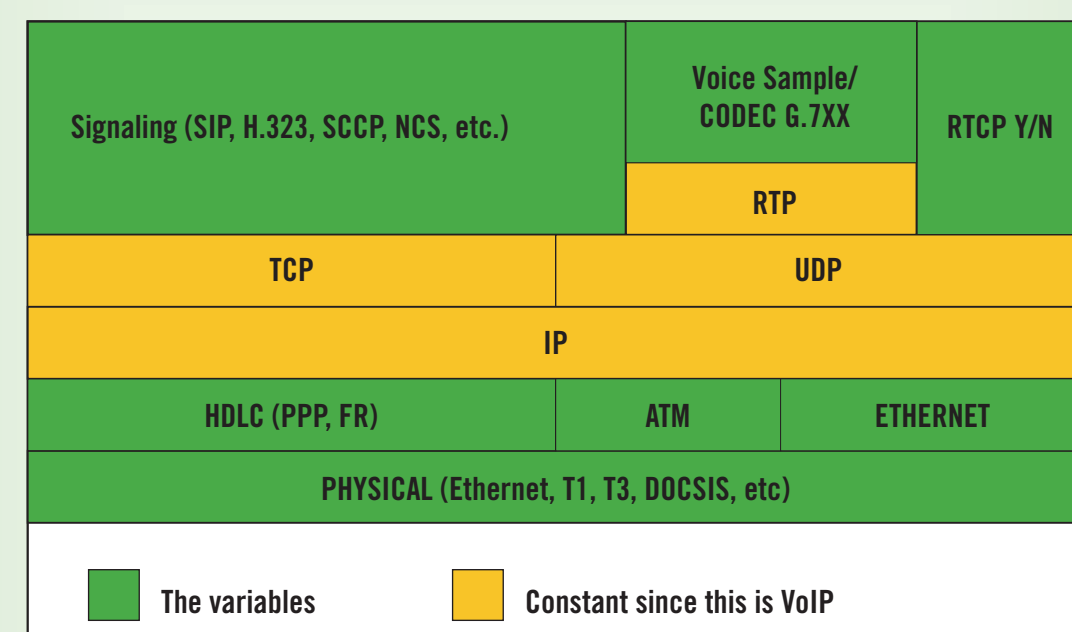 Signaling (SIP, H.323, SCCP, NCS, etc.)
Voice Sample/
CODEC G.7XX
RTCP Y/N
RTP
TCP
UDP
IP
HDLC (PPP, FR)
ATM
ETHERNET
PHYSICAL (Ethernet, T1, T3, DOCSIS, etc)
The variables
Constant since this is VoIP